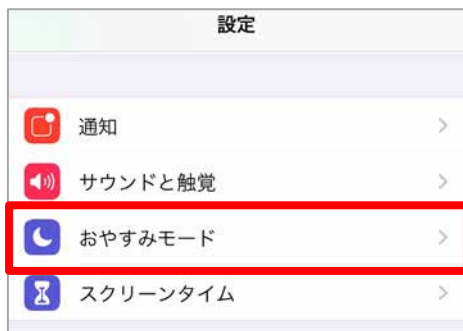 設定
通知
サウンドと触覚
おやすみモード
スクリーンタイム